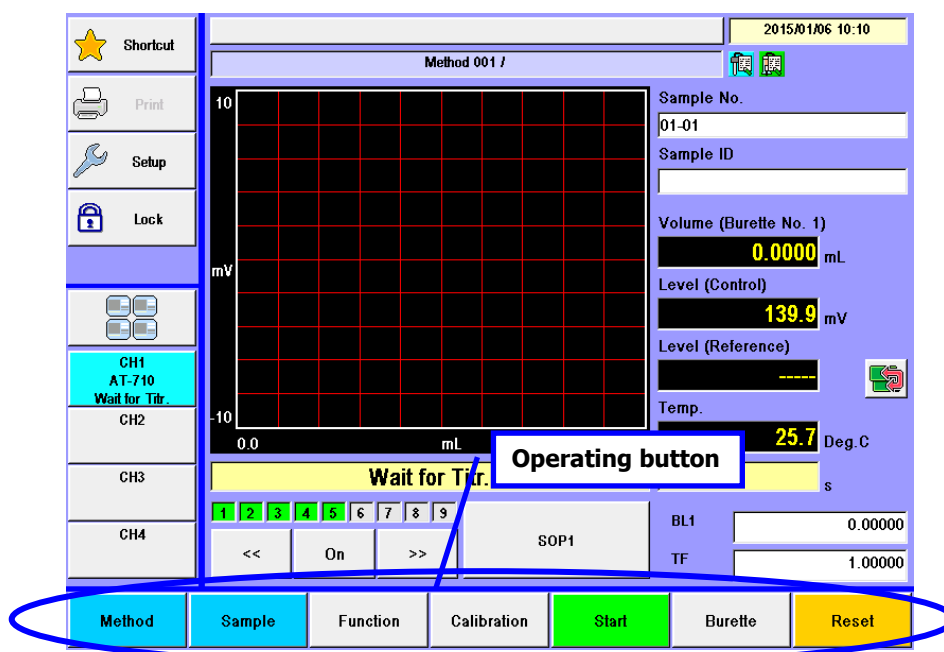 Shortcut
2015/01/06 10:10
Method 001 /
Print
Setup
Lock
10
mV
-10
0.0
mL
Sample No.
01-01
Sample ID
Volume (Burette No. 1)
0.0000 mL
Level (Control)
139.9 mV
Level (Reference)
-----
Temp.
25.7 Deg.C
s
CH1
AT-710
Wait for Titr.
CH2
CH3
CH4
Operating button
Wait for Titr.
1 2 3 4 5 6 7 8 9
<< On >>
SOP1
BL1 0.00000
TF 1.00000
Method Sample Function Calibration Start Burette Reset